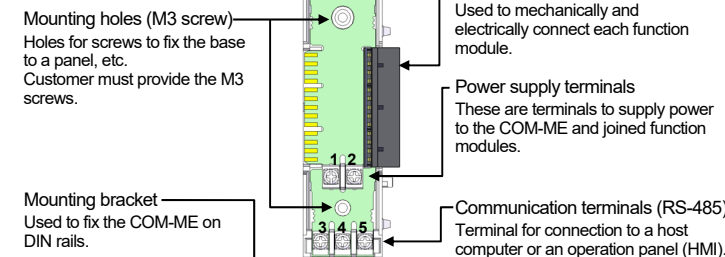 Mounting holes (M3 screw)
Holes for screws to fix the base
to a panel, etc.
Customer must provide the M3
screws.
Used to mechanically and
electrically connect each function
module.
Power supply terminals
These are terminals to supply power
to the COM-ME and joined function
modules.
1 2
Mounting bracket
Used to fix the COM-ME on
DIN rails.
3 4 5
Communication terminals (RS-485)
Terminal for connection to a host
computer or an operation panel (HMI).